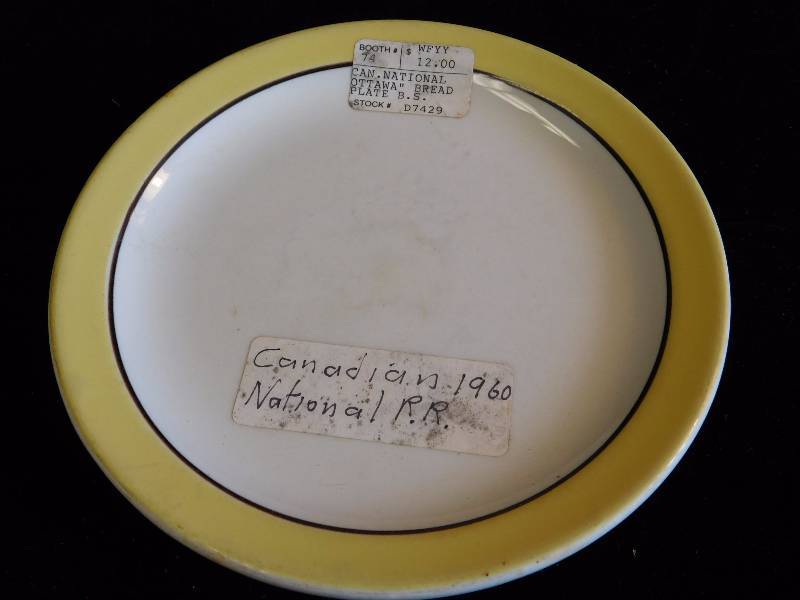 BOOTH # $ WFYY
74 12.00
CAN.NATIONAL
OTTAWA" BREAD
PLATE B.S.
STOCK # D7429
Canadian 1960
National R.R.